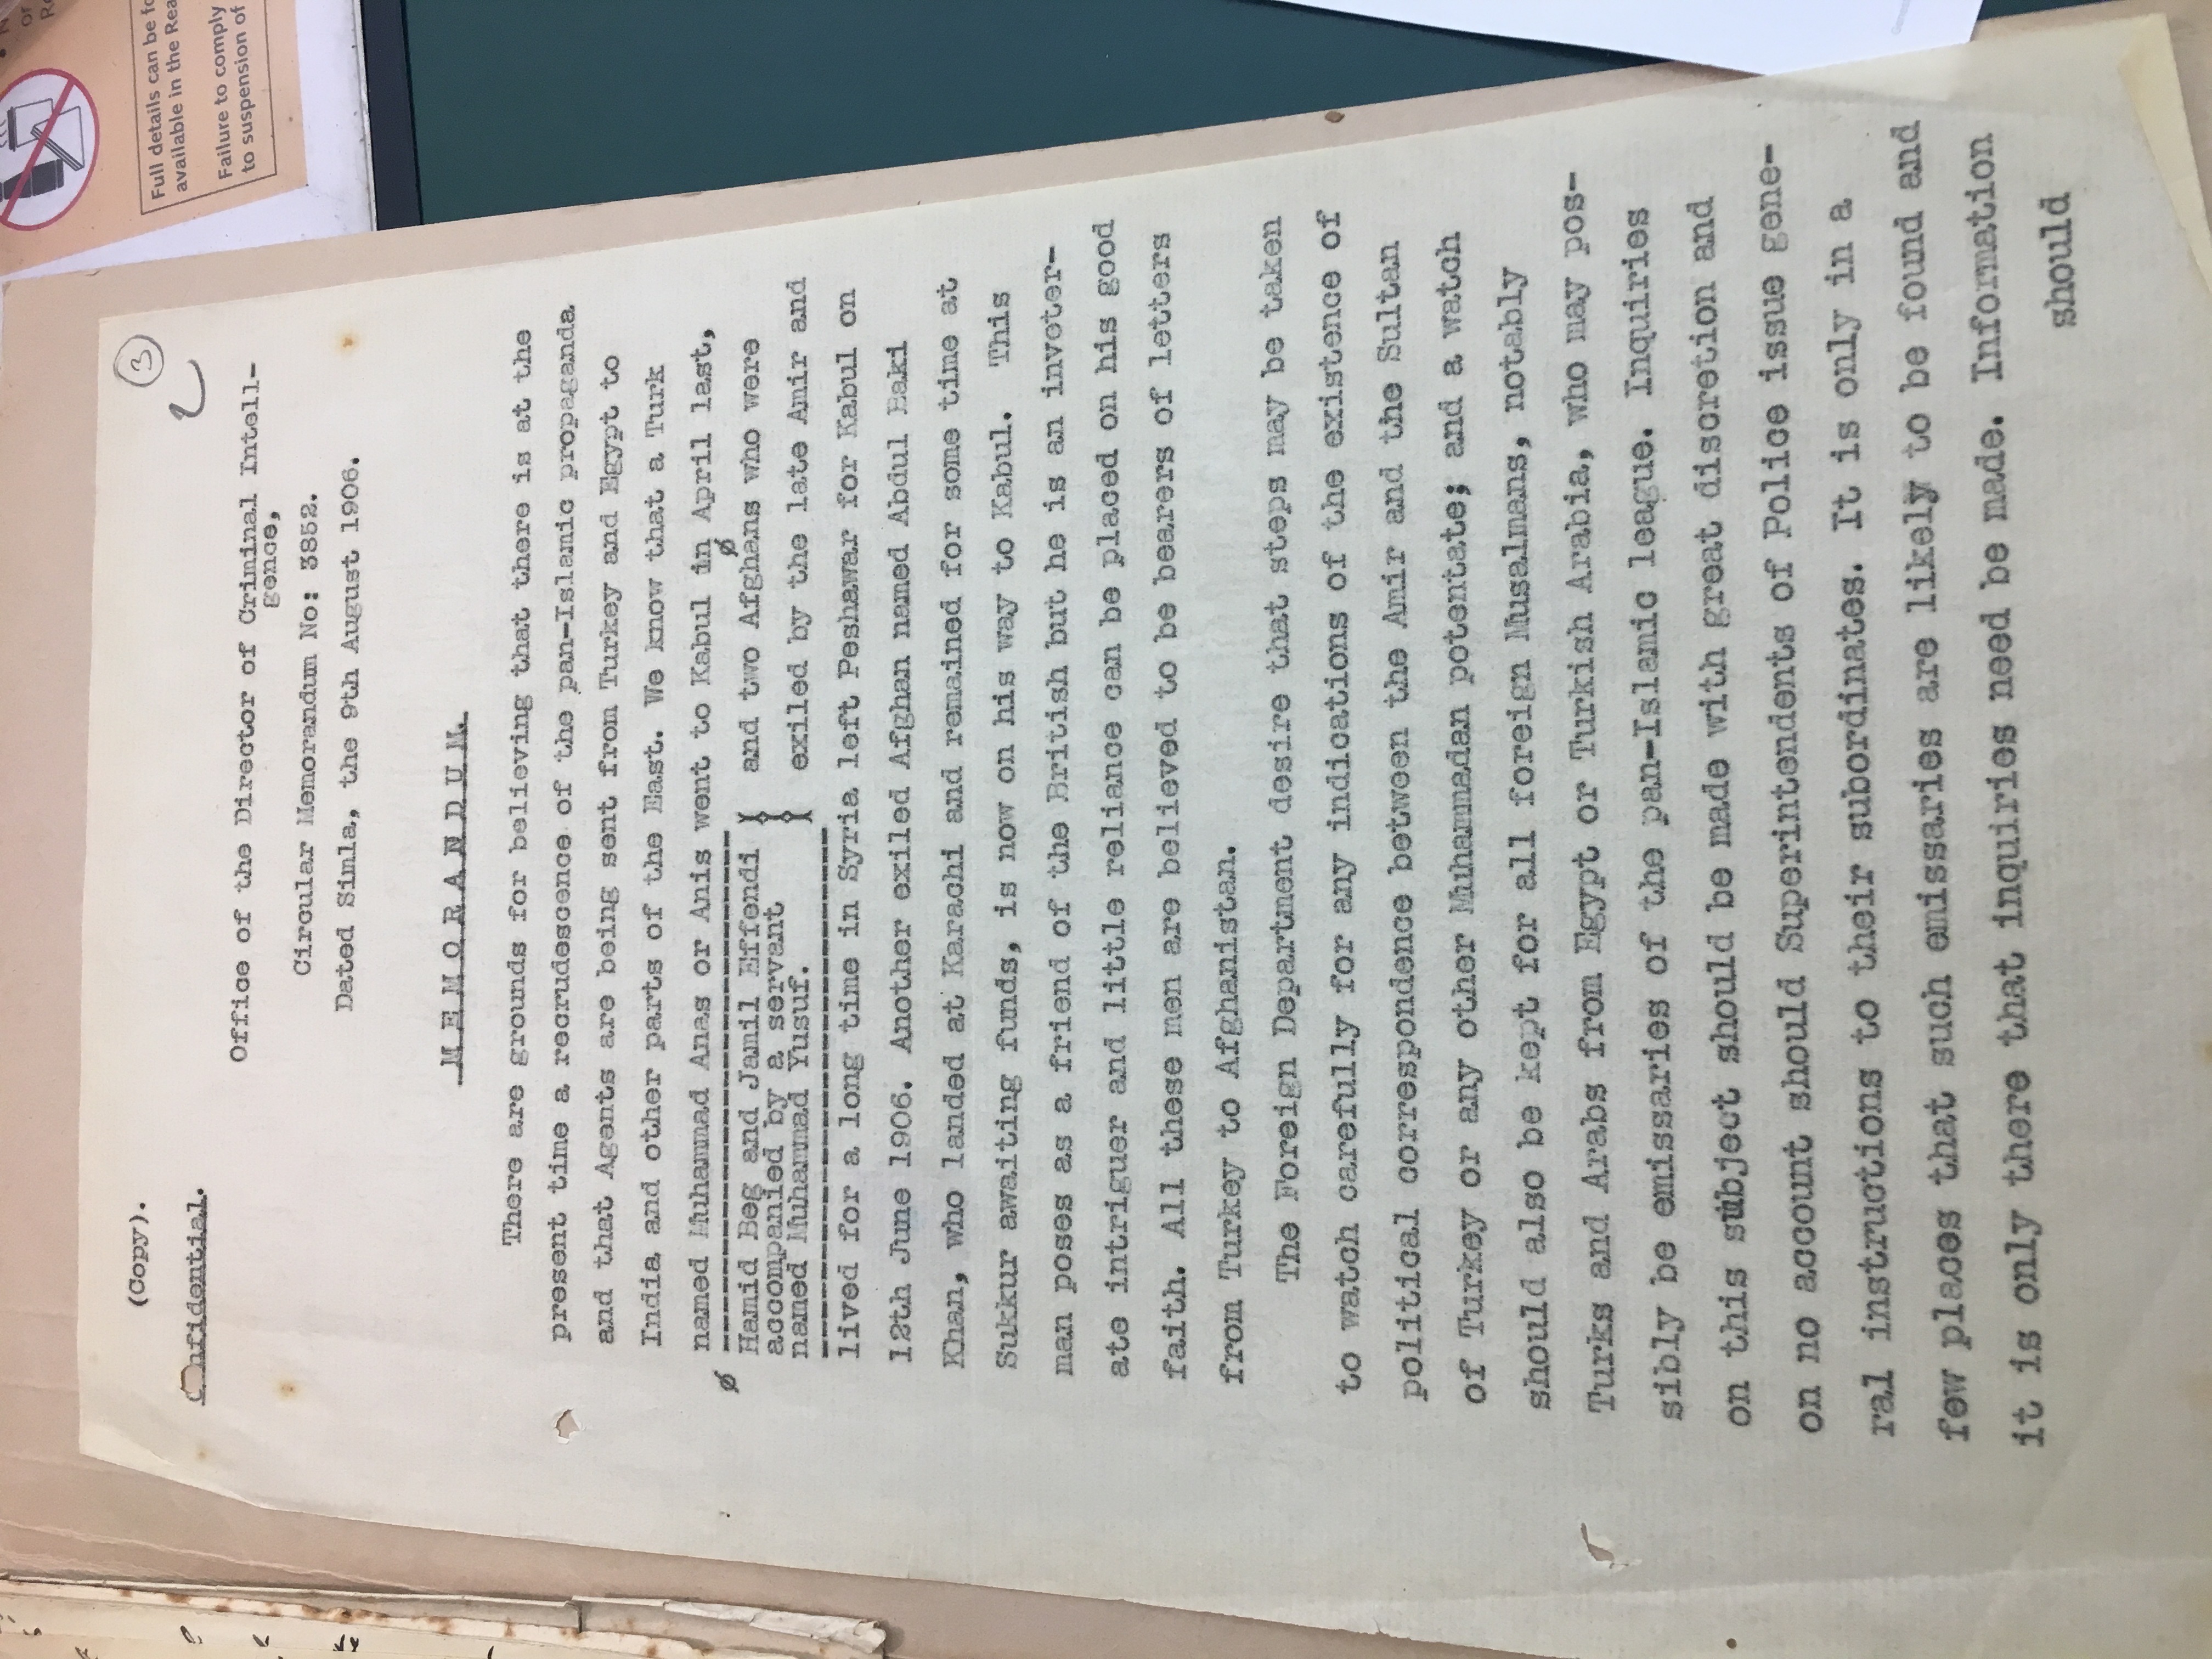 (Copy).
3
Confidential.
Office of the Director of Criminal Intell-
gence,
Circular Memorandum No: 3852.
Dated Simla, the 9th August 1906.
M E M O R A N D U M.
There are grounds for believing that there is at the
present time a recrudescence of the pan-Islamic propaganda
and that Agents are being sent from Turkey and Egypt to
India and other parts of the East. We know that a Turk
named Muhammad Anas or Anis went to Kabul in April last,
ø Hamid Beg and Jamil Effendi
accompanied by a servant
named Muhammad Yusuf.
and two Afghans ø who were
exiled by the late Amir and
lived for a long time in Syria left Peshawar for Kabul on
12th June 1906. Another exiled Afghan named Abdul Baki
Khan, who landed at Karachi and remained for some time at
Sukkur awaiting funds, is now on his way to Kabul. This
man poses as a friend of the British but he is an inveter-
ate intriguer and little reliance can be placed on his good
faith. All these men are believed to be bearers of letters
from Turkey to Afghanistan.
The Foreign Department desire that steps may be taken
to watch carefully for any indications of the existence of
political correspondence between the Amir and the Sultan
of Turkey or any other Muhammadan potentate; and a watch
should also be kept for all foreign Musalmans, notably
Turks and Arabs from Egypt or Turkish Arabia, who may pos-
sibly be emissaries of the pan-Islamic league. Inquiries
on this subject should be made with great discretion and
on no account should Superintendents of Police issue gene-
ral instructions to their subordinates. It is only in a
few places that such emissaries are likely to be found and
it is only there that inquiries need be made. Information
should
Full details can be fo
available in the Rea
Failure to comply
to suspension of